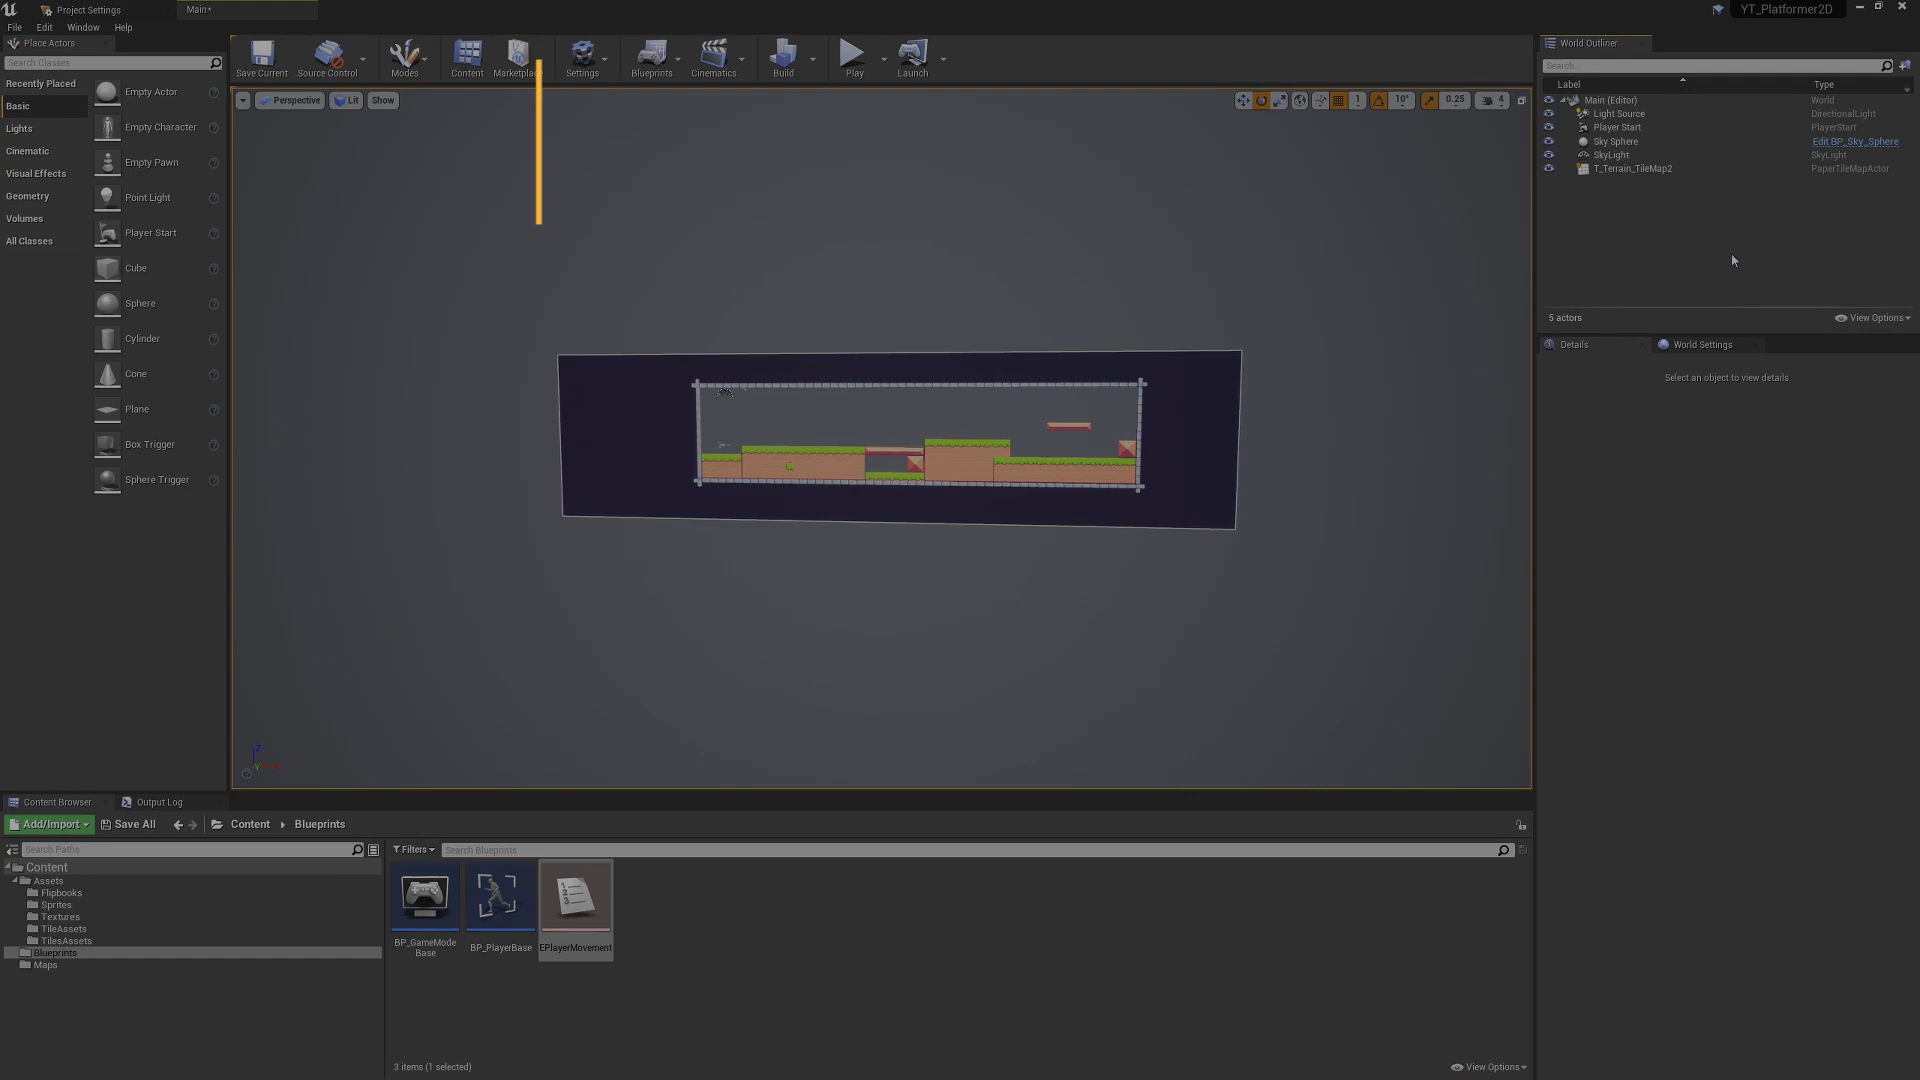 Project Settings
Main*
YT_Platformer2D
File Edit Window Help
Place Actors
Search Classes
Recently Placed
Basic
Lights
Cinematic
Visual Effects
Geometry
Volumes
All Classes
Empty Actor
Empty Character
Empty Pawn
Point Light
Player Start
Cube
Sphere
Cylinder
Cone
Plane
Box Trigger
Sphere Trigger
Save Current
Source Control
Modes
Content
Marketplace
Settings
Blueprints
Cinematics
Build
Play
Launch
Perspective
Lit
Show
1
10°
0.25
4
Z
World Outliner
Search...
Label Type
Main (Editor) World
Light Source DirectionalLight
Player Start PlayerStart
Sky Sphere Edit BP_Sky_Sphere
SkyLight SkyLight
T_Terrain_TileMap2 PaperTileMapActor
5 actors
View Options
Details
World Settings
Select an object to view details.
Content Browser
Output Log
Add/Import
Save All
Content
Blueprints
Search Paths
Filters
Search Blueprints
Content
Assets
Flipbooks
Sprites
Textures
TileAssets
TilesAssets
Blueprints
Maps
BP_GameMode
Base
BP_PlayerBase
EPlayerMovement
3 items (1 selected)
View Options